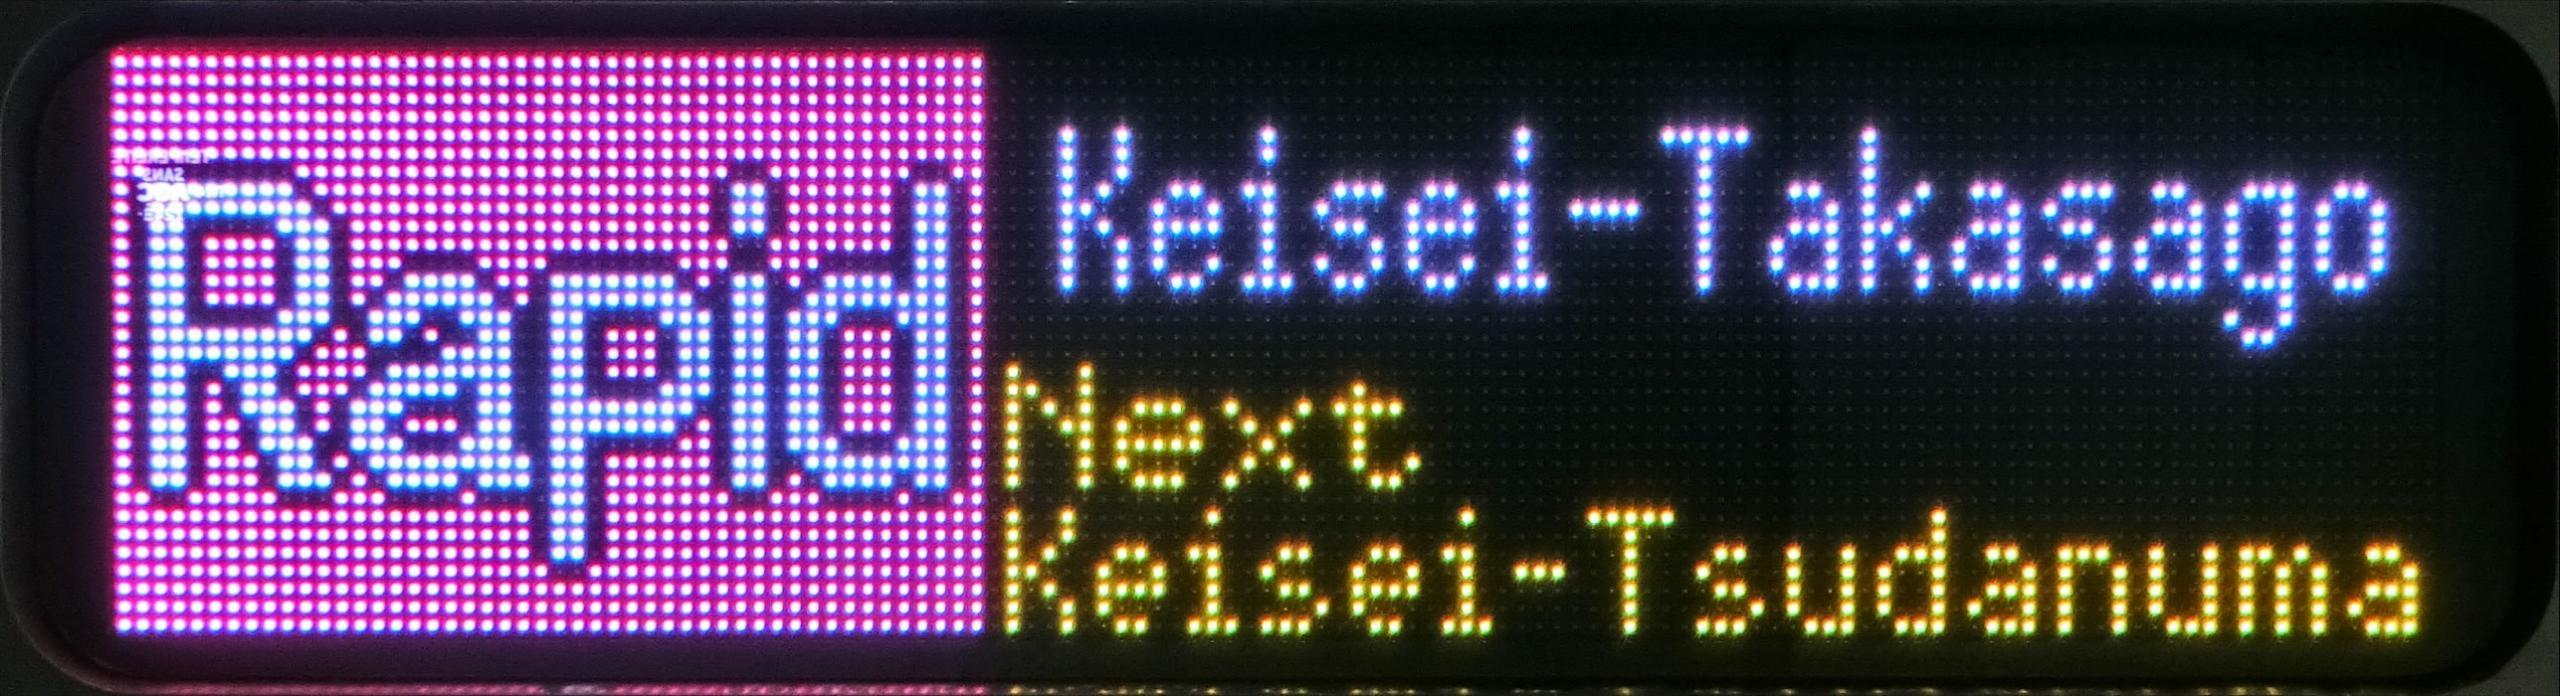 Rapid
Keisei-Takasago
Next
Keisei-Tsudanuma